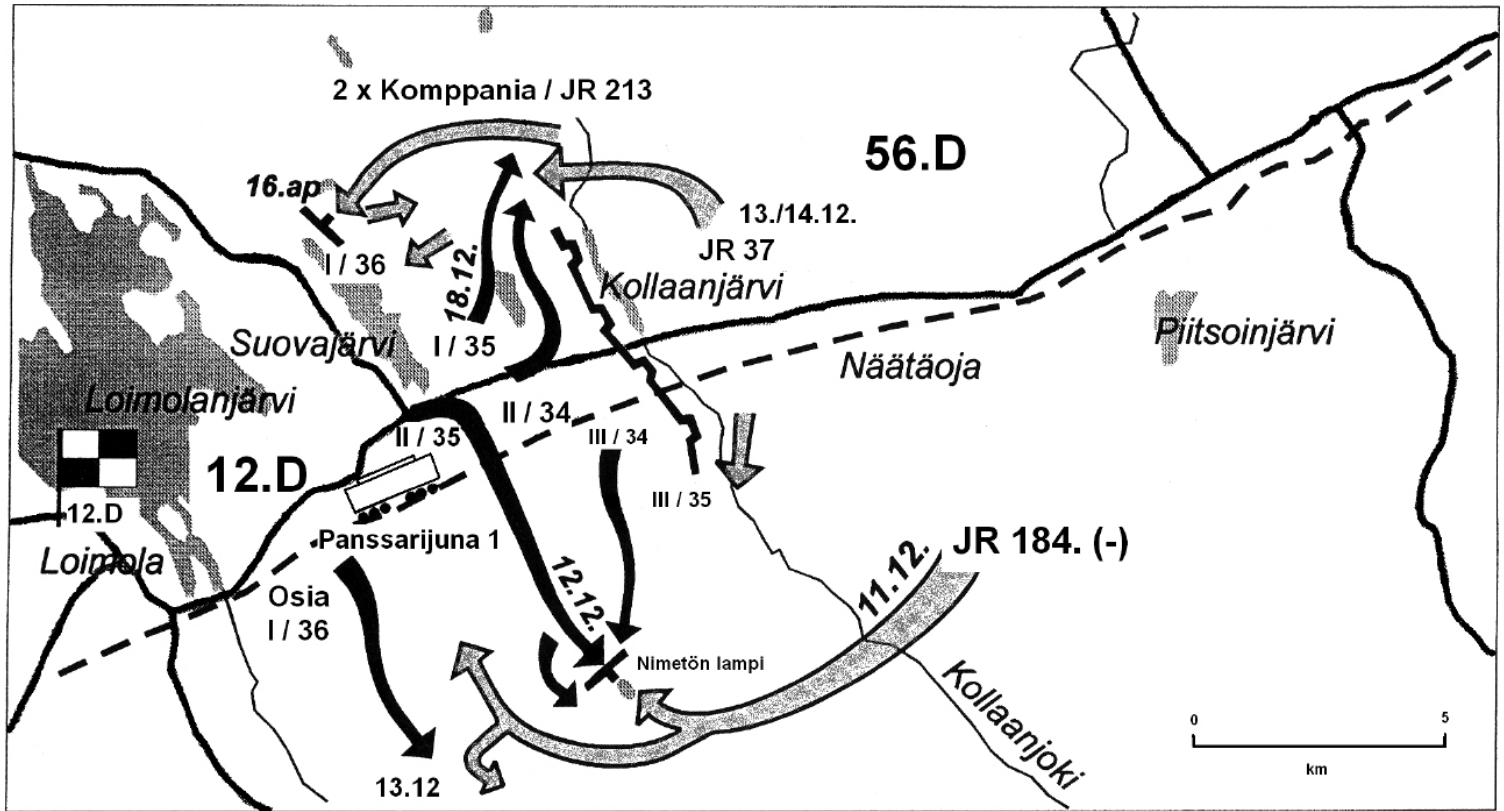 2 x Komppania / JR 213
56.D
16.ap
13./14.12.
JR 37
I / 36
18.12.
Kollaanjärvi
Suovajärvi
I / 35
Piitsoinjärvi
Näätäoja
Loimolanjärvi
II / 34
II / 35
III / 34
12.D
III / 35
12.D
Panssarijuna 1
JR 184. (-)
Loimola
11.12.
12.12.
Osia
I / 36
Nimetön lampi
Kollaanjoki
13.12
0
5
km